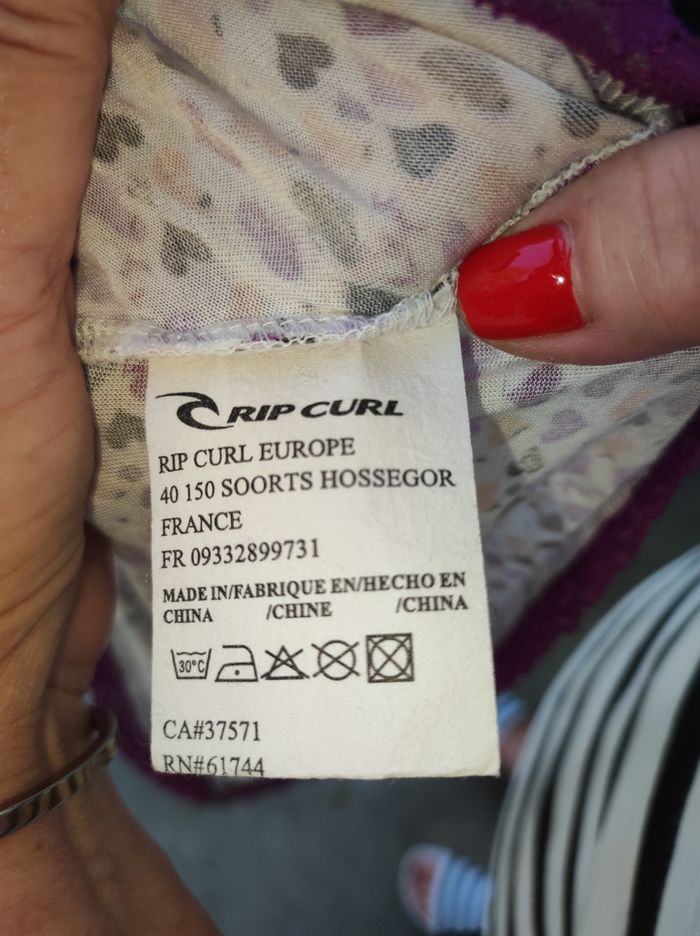 RIP CURL
RIP CURL EUROPE
40 150 SOORTS HOSSEGOR
FRANCE
FR 09332899731
MADE IN/FABRIQUE EN/HECHO EN
CHINA /CHINE /CHINA
30°C
CA#37571
RN#61744